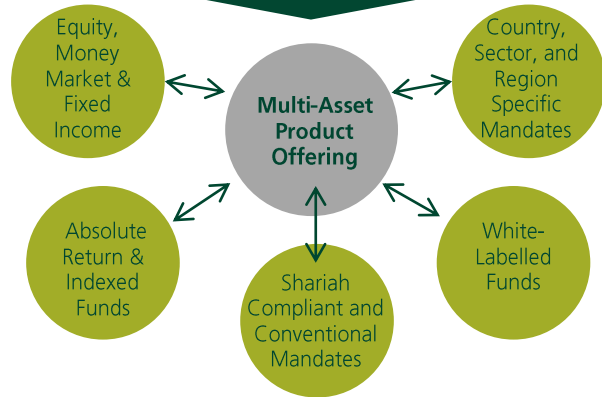 Equity,
Money
Market &
Fixed
Income
Country,
Sector, and
Region
Specific
Mandates
Multi-Asset
Product
Offering
Absolute
Return &
Indexed
Funds
Shariah
Compliant and
Conventional
Mandates
White-
Labelled
Funds